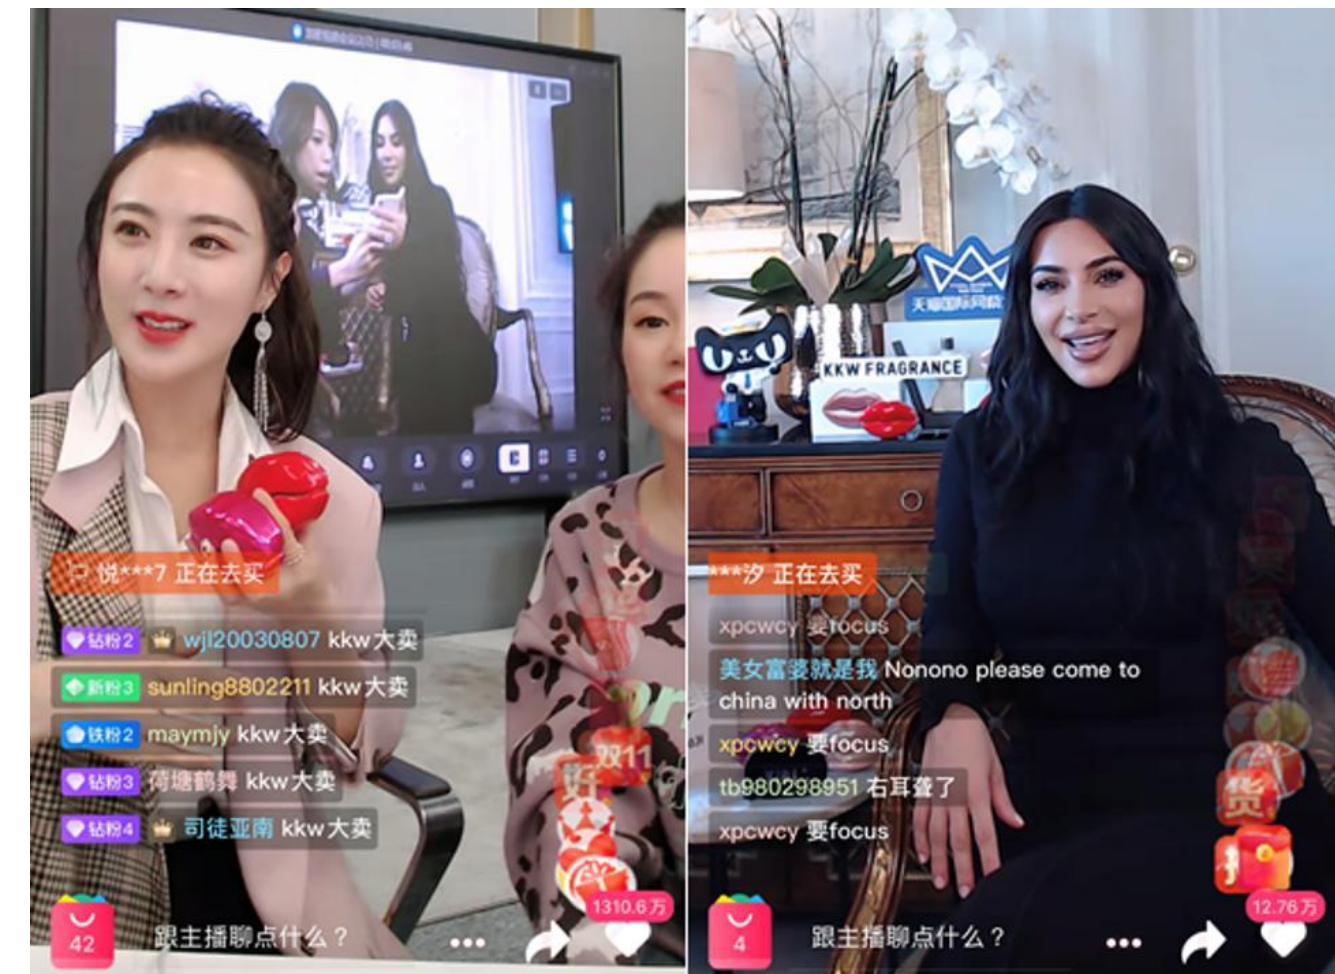 悦***7 正在去买
钻粉2 wjl20030807 kkw大卖
新粉3 sunling8802211 kkw大卖
铁粉2 maymjy kkw大卖
钻粉3 荷塘鹤舞 kkw大卖
钻粉4 司徒亚南 kkw大卖
双11
好
1310.6万
42
跟主播聊点什么？
天猫国际
KKW FRAGRANCE
***汐 正在去买
xpcwcy 要focus
美女富婆就是我 Nonono please come to
china with north
xpcwcy 要focus
tb980298951 右耳聋了
xpcwcy 要focus
货
12.76万
4
跟主播聊点什么？